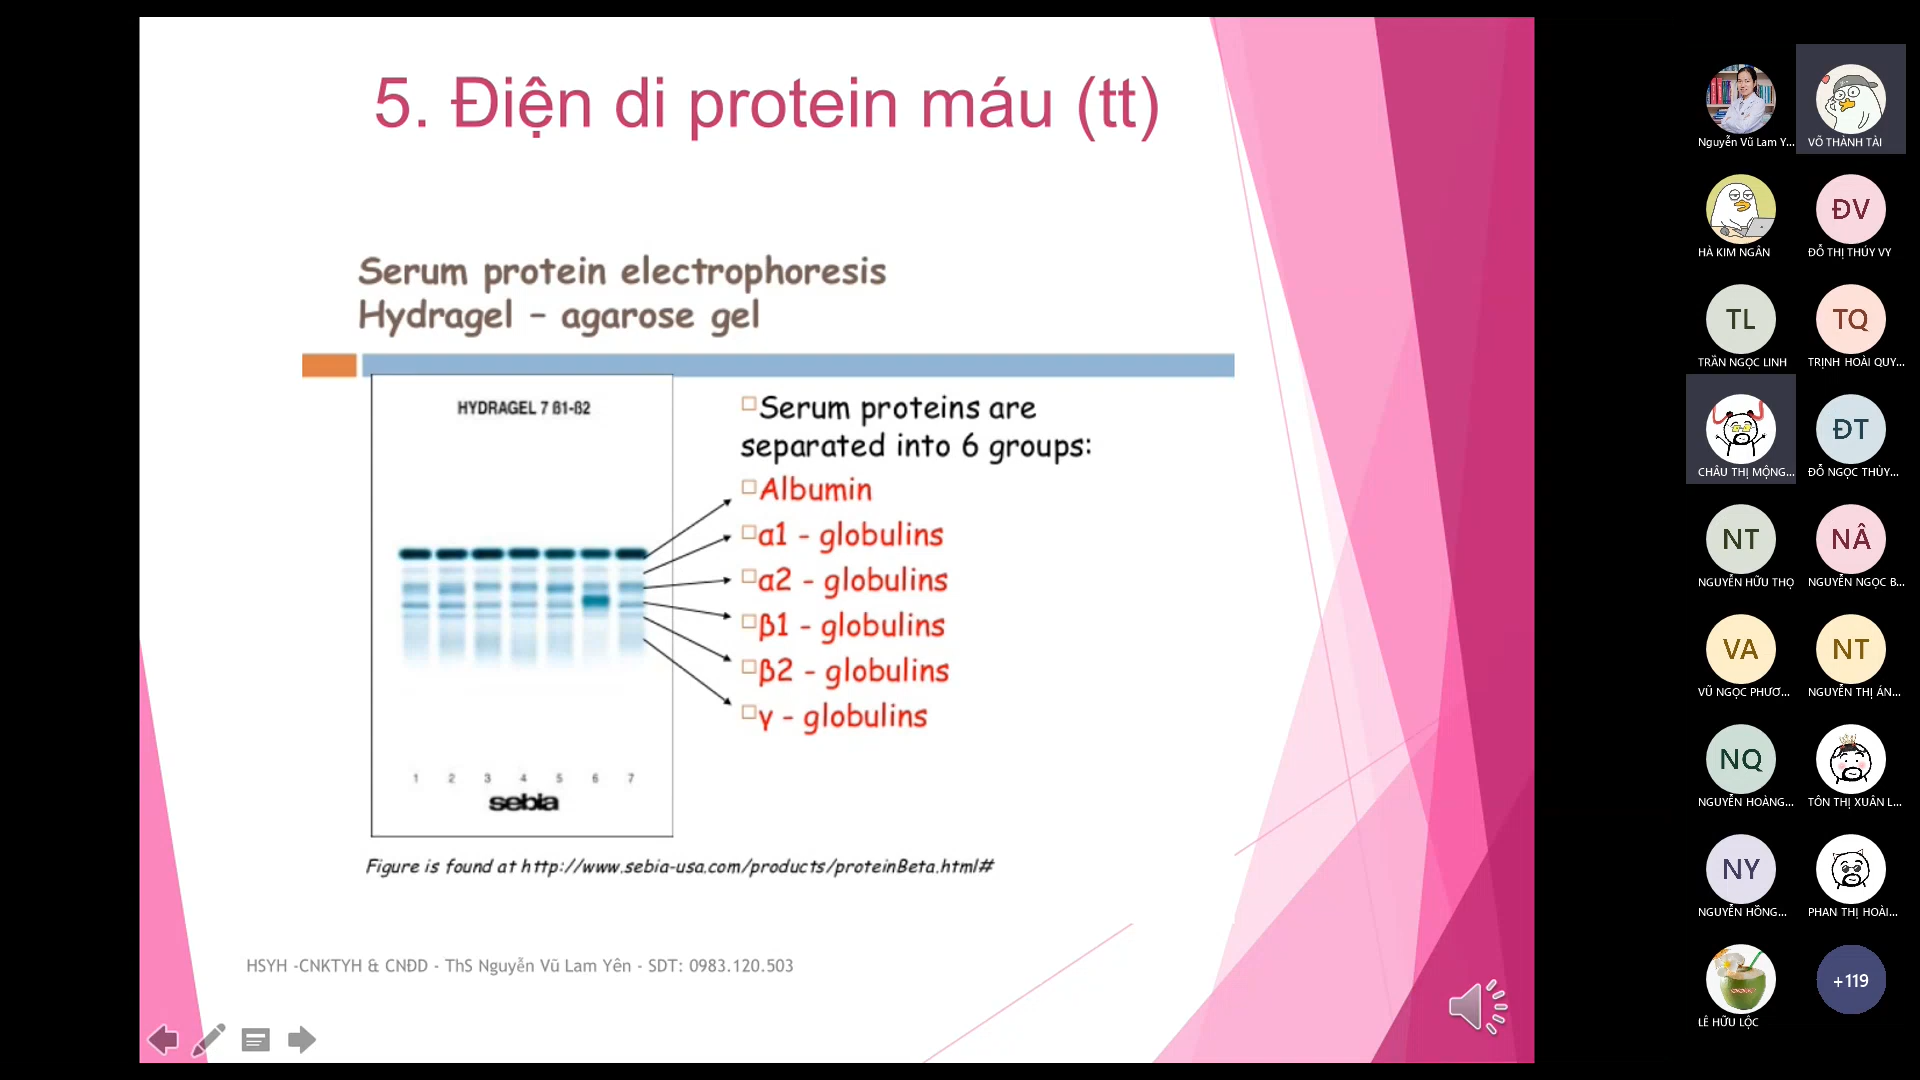 5. Điện di protein máu (tt)
Serum protein electrophoresis
Hydragel – agarose gel
HYDRAGEL 7 ß1-ß2
Serum proteins are
separated into 6 groups:
Albumin
α1 - globulins
α2 - globulins
β1 - globulins
β2 - globulins
γ - globulins
1 2 3 4 5 6 7
sebia
Figure is found at http://www.sebia-usa.com/products/proteinBeta.html#
HSYH -CNKTYH & CNĐD - ThS Nguyễn Vũ Lam Yên - SDT: 0983.120.503
Nguyễn Vũ Lam Y...
VÕ THÀNH TÀI
HÀ KIM NGÂN
ĐV
ĐỖ THỊ THÚY VY
TL
TRẦN NGỌC LINH
TQ
TRỊNH HOÀI QUY...
CHÂU THỊ MỘNG...
ĐT
ĐỖ NGỌC THÙY...
NT
NGUYỄN HỮU THỌ
NÂ
NGUYỄN NGỌC B...
VA
VŨ NGỌC PHƯƠ...
NT
NGUYỄN THỊ ÁN...
NQ
NGUYỄN HOÀNG...
TÔN THỊ XUÂN L...
NY
NGUYỄN HỒNG...
PHAN THỊ HOÀI...
LÊ HỮU LỘC
+119